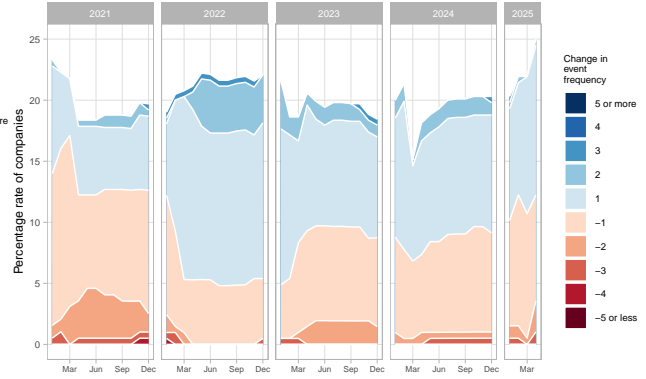 2021
2022
2023
2024
2025
25
20
15
10
5
0
Percentage rate of companies
re
Mar Jun Sep Dec
Mar Jun Sep Dec
Mar Jun Sep Dec
Mar Jun Sep Dec
Mar
Change in
event
frequency
5 or more
4
3
2
1
−1
−2
−3
−4
−5 or less